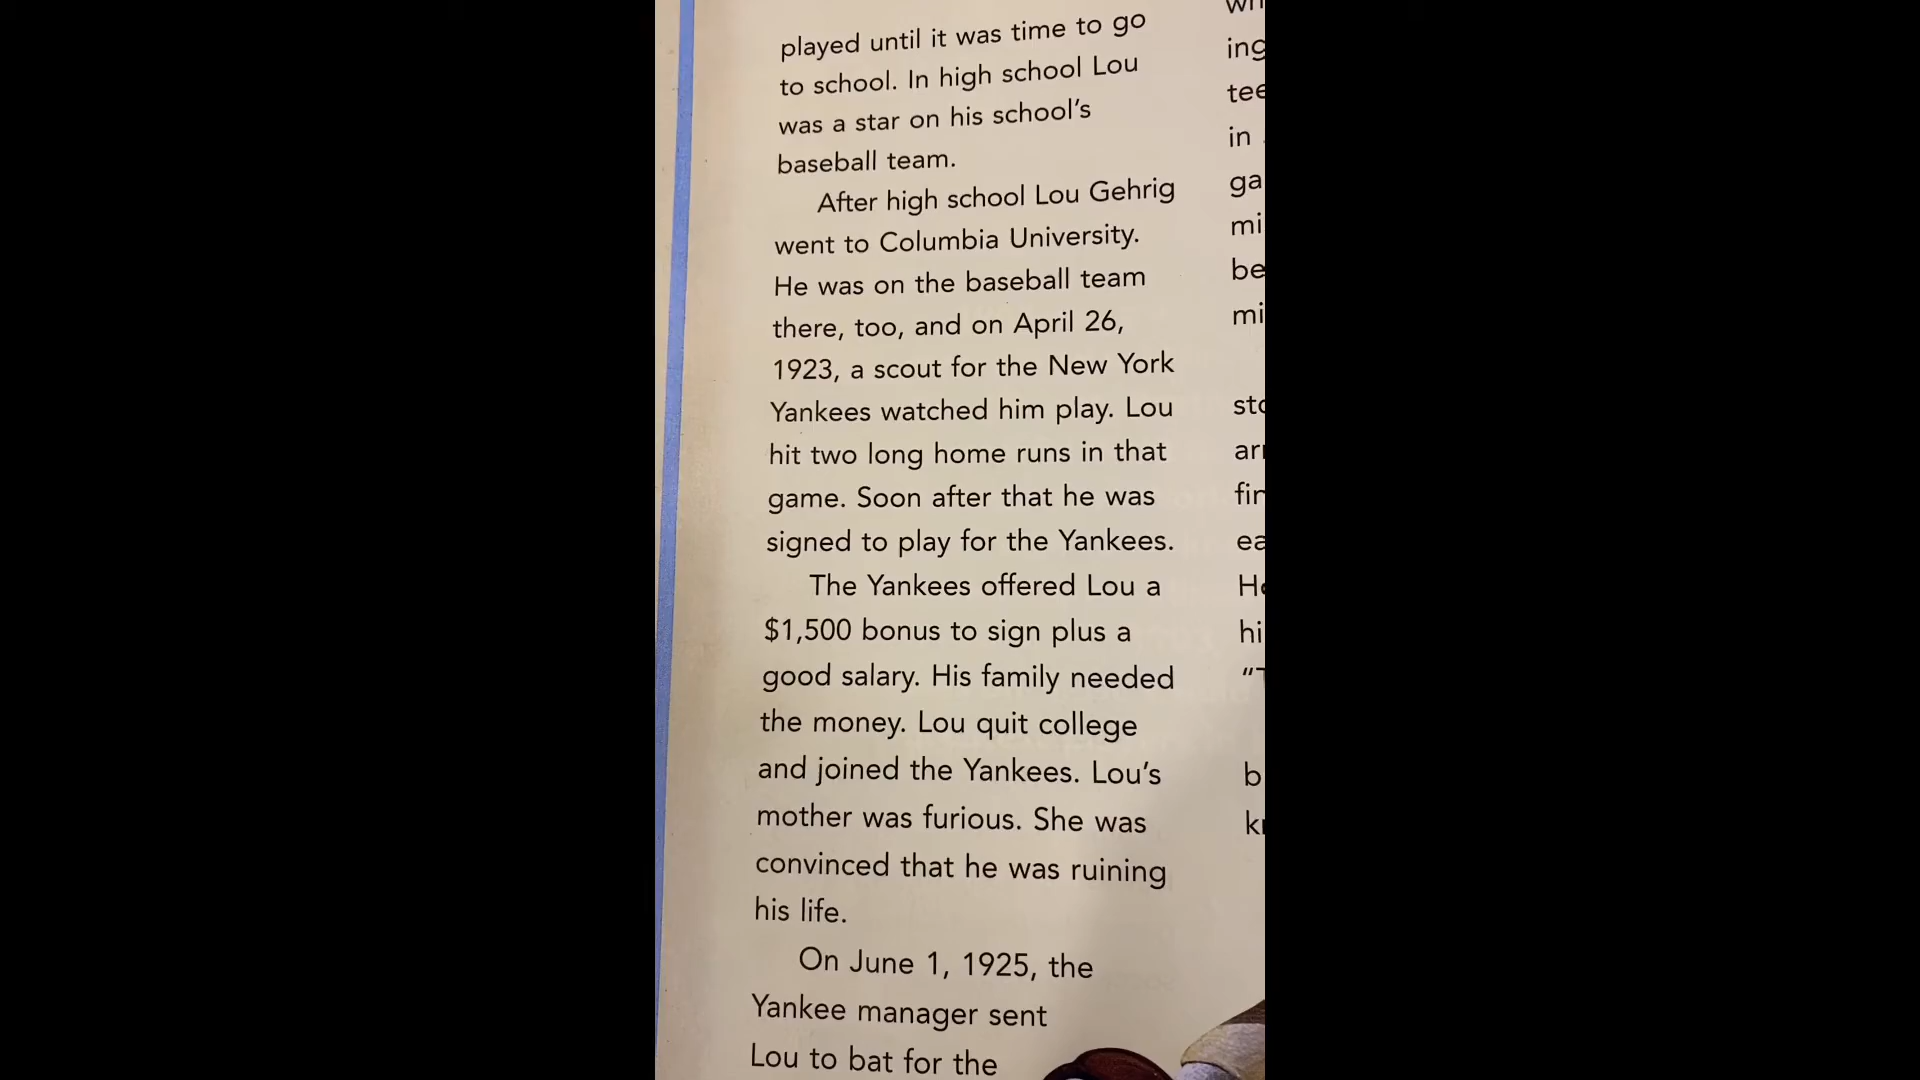 played until it was time to go
to school. In high school Lou
was a star on his school's
baseball team.
After high school Lou Gehrig
went to Columbia University.
He was on the baseball team
there, too, and on April 26,
1923, a scout for the New York
Yankees watched him play. Lou
hit two long home runs in that
game. Soon after that he was
signed to play for the Yankees.
The Yankees offered Lou a
$1,500 bonus to sign plus a
good salary. His family needed
the money. Lou quit college
and joined the Yankees. Lou's
mother was furious. She was
convinced that he was ruining
his life.
On June 1, 1925, the
Yankee manager sent
Lou to bat for the
in